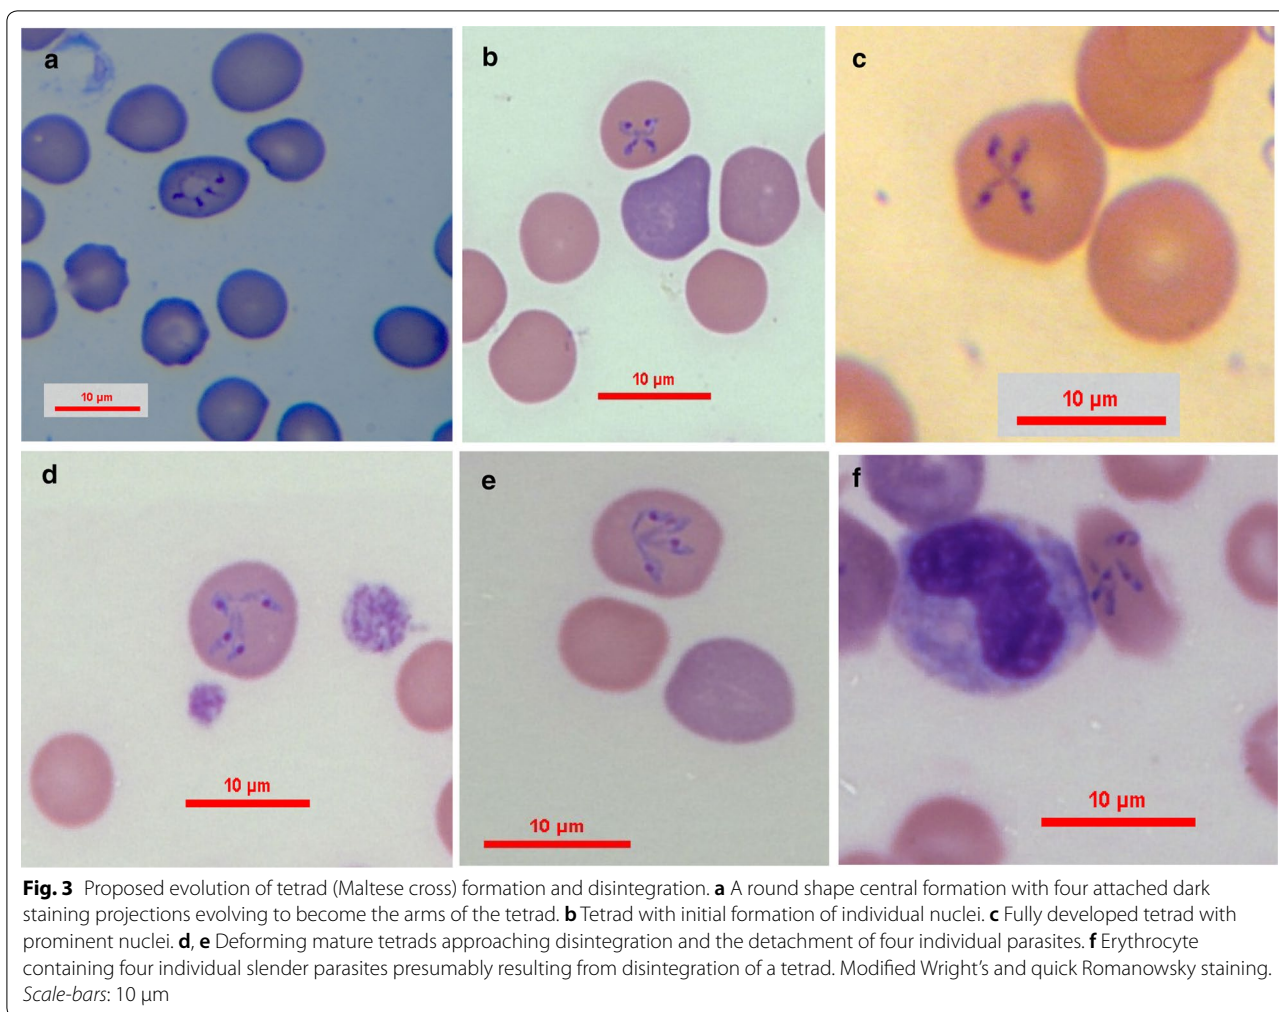 a
b
c
10 µm
10 µm
10 µm
d
e
f
10 µm
10 µm
10 µm
Fig. 3 Proposed evolution of tetrad (Maltese cross) formation and disintegration. a A round shape central formation with four attached dark
staining projections evolving to become the arms of the tetrad. b Tetrad with initial formation of individual nuclei. c Fully developed tetrad with
prominent nuclei. d, e Deforming mature tetrads approaching disintegration and the detachment of four individual parasites. f Erythrocyte
containing four individual slender parasites presumably resulting from disintegration of a tetrad. Modified Wright’s and quick Romanowsky staining.
Scale-bars: 10 µm